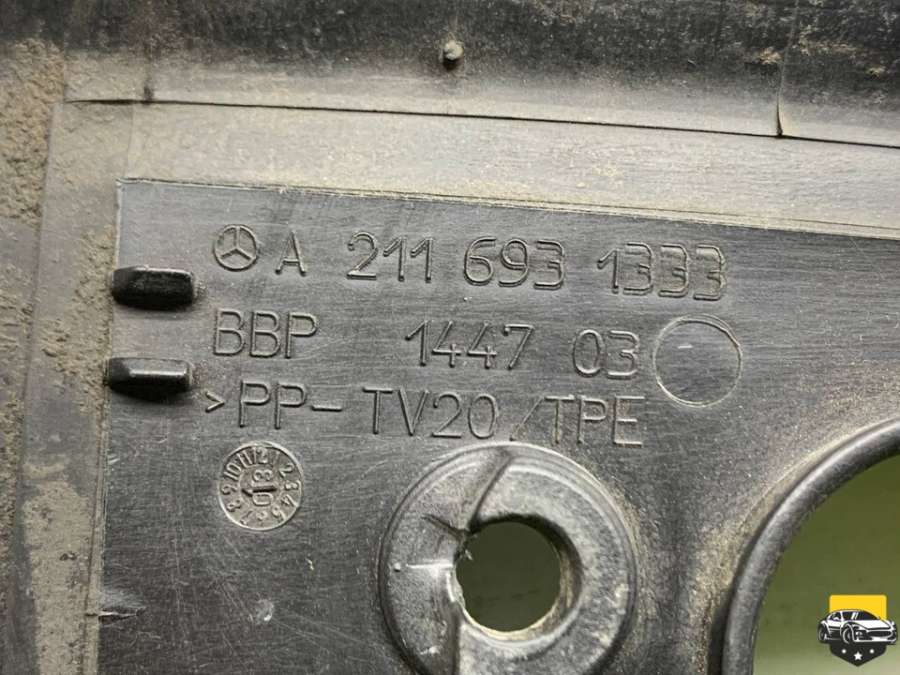 A 211 693 1333
BBP 1447 03
>PP-TV20/TPE